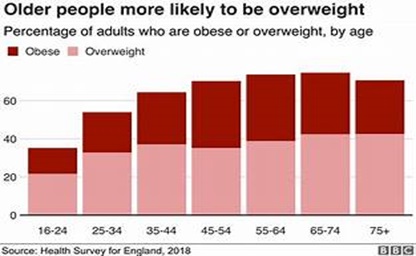 Older people more likely to be overweight
Percentage of adults who are obese or overweight, by age
Obese Overweight
60
40
20
0
16-24 25-34 35-44 45-54 55-64 65-74 75+
Source: Health Survey for England, 2018 BBC